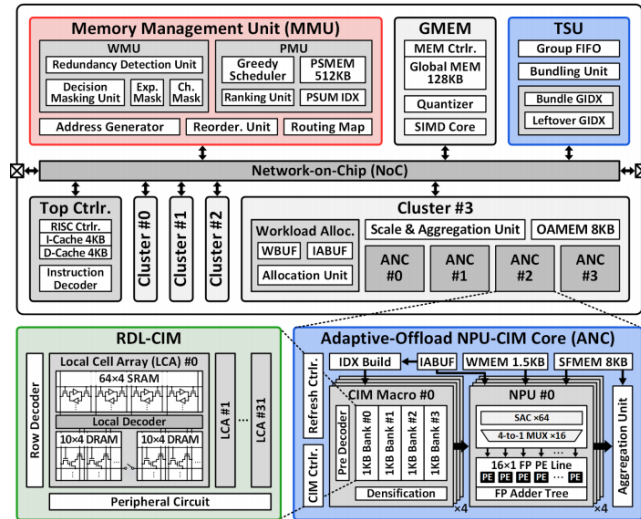 Memory Management Unit (MMU)
WMU
Redundancy Detection Unit
Decision
Masking Unit
Exp.
Mask
Ch.
Mask
PMU
Greedy
Scheduler
PSMEM
512KB
Ranking Unit
PSUM IDX
Address Generator
Reorder. Unit
Routing Map
GMEM
MEM Ctrlr.
Global MEM
128KB
Quantizer
SIMD Core
TSU
Group FIFO
Bundling Unit
Bundle GIDX
Leftover GIDX
Network-on-Chip (NoC)
Top Ctrlr.
RISC Ctrlr.
I-Cache 4KB
D-Cache 4KB
Instruction
Decoder
Cluster #0
Cluster #1
Cluster #2
Cluster #3
Workload Alloc.
WBUF
IABUF
Allocation Unit
Scale & Aggregation Unit
OAMEM 8KB
ANC
#0
ANC
#1
ANC
#2
ANC
#3
RDL-CIM
Row Decoder
Local Cell Array (LCA) #0
64×4 SRAM
Local Decoder
10×4 DRAM
10×4 DRAM
LCA #1
...
LCA #31
Peripheral Circuit
Adaptive-Offload NPU-CIM Core (ANC)
Refresh Ctrlr.
CIM Ctrlr.
IDX Build
IABUF
WMEM 1.5KB
SFMEM 8KB
CIM Macro #0
Pre Decoder
1KB Bank #0
1KB Bank #1
1KB Bank #2
1KB Bank #3
Densification
×4
NPU #0
SAC ×64
4-to-1 MUX ×16
...
16×1 FP PE Line
PE PE PE PE ... PE
FP Adder Tree
×4
Aggregation Unit